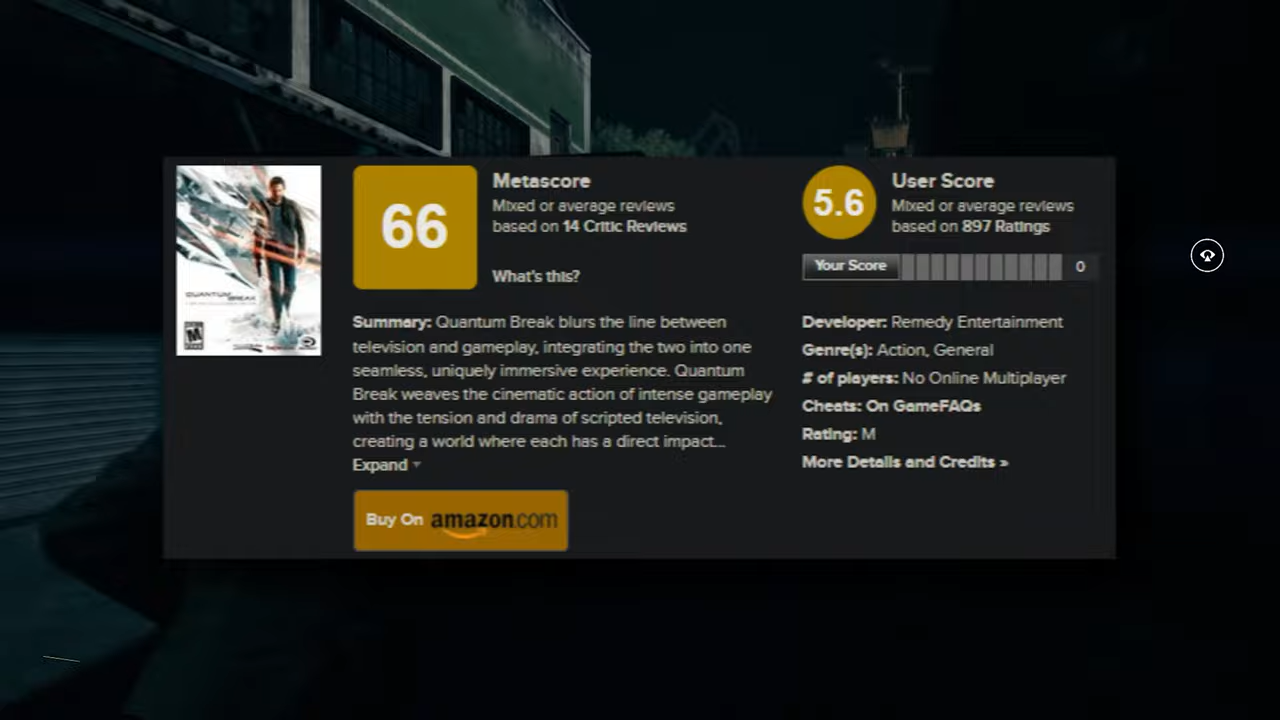 66
Metascore
Mixed or average reviews
based on 14 Critic Reviews
What's this?
5.6
User Score
Mixed or average reviews
based on 897 Ratings
Your Score
0
QUANTUM BREAK
M
Summary: Quantum Break blurs the line between
television and gameplay, integrating the two into one
seamless, uniquely immersive experience. Quantum
Break weaves the cinematic action of intense gameplay
with the tension and drama of scripted television,
creating a world where each has a direct impact...
Expand
Buy On amazon.com
Developer: Remedy Entertainment
Genre(s): Action, General
# of players: No Online Multiplayer
Cheats: On GameFAQs
Rating: M
More Details and Credits »